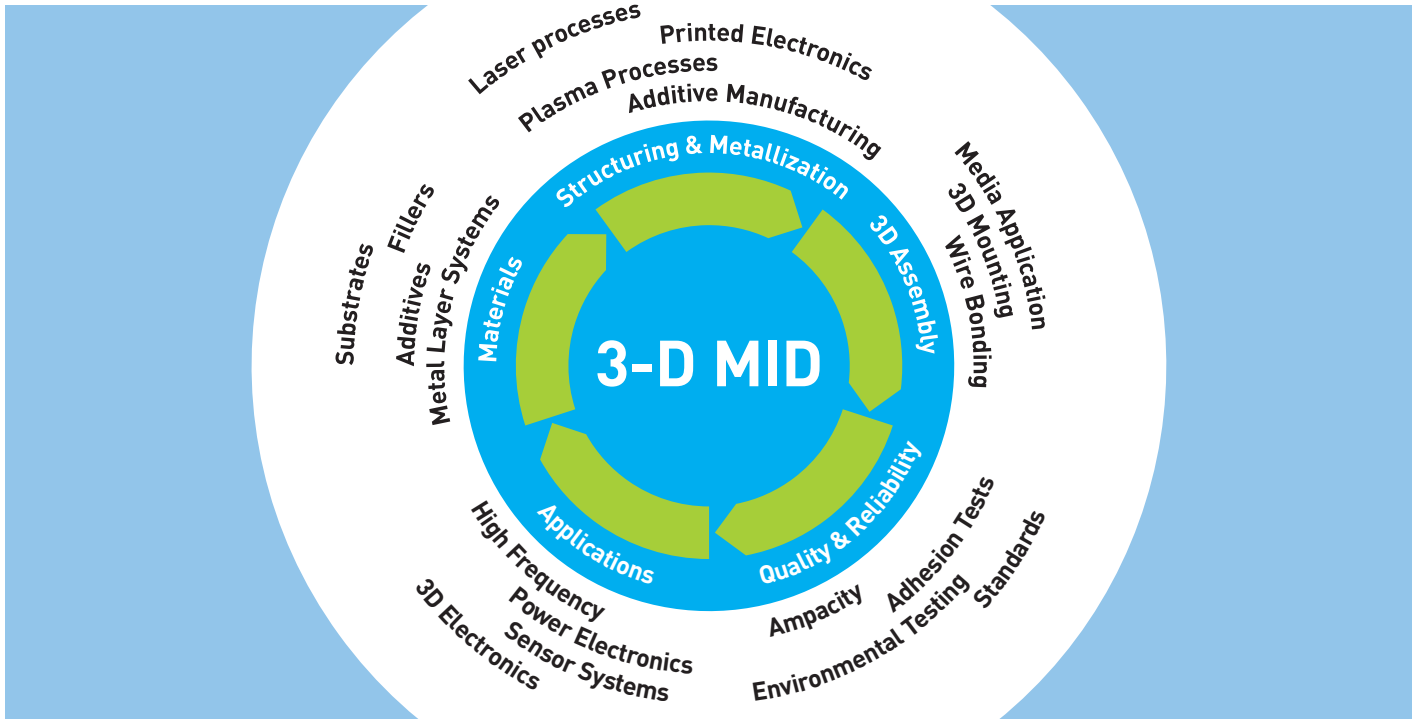 Laser processes
Printed Electronics
Plasma Processes
Additive Manufacturing
Structuring & Metallization
Media Application
3D Mounting
Wire Bonding
3D Assembly
Fillers
Substrates
Additives
Metal Layer Systems
Materials
3-D MID
Quality & Reliability
Adhesion Tests
Standards
Ampacity
Environmental Testing
Applications
High Frequency
Power Electronics
Sensor Systems
3D Electronics